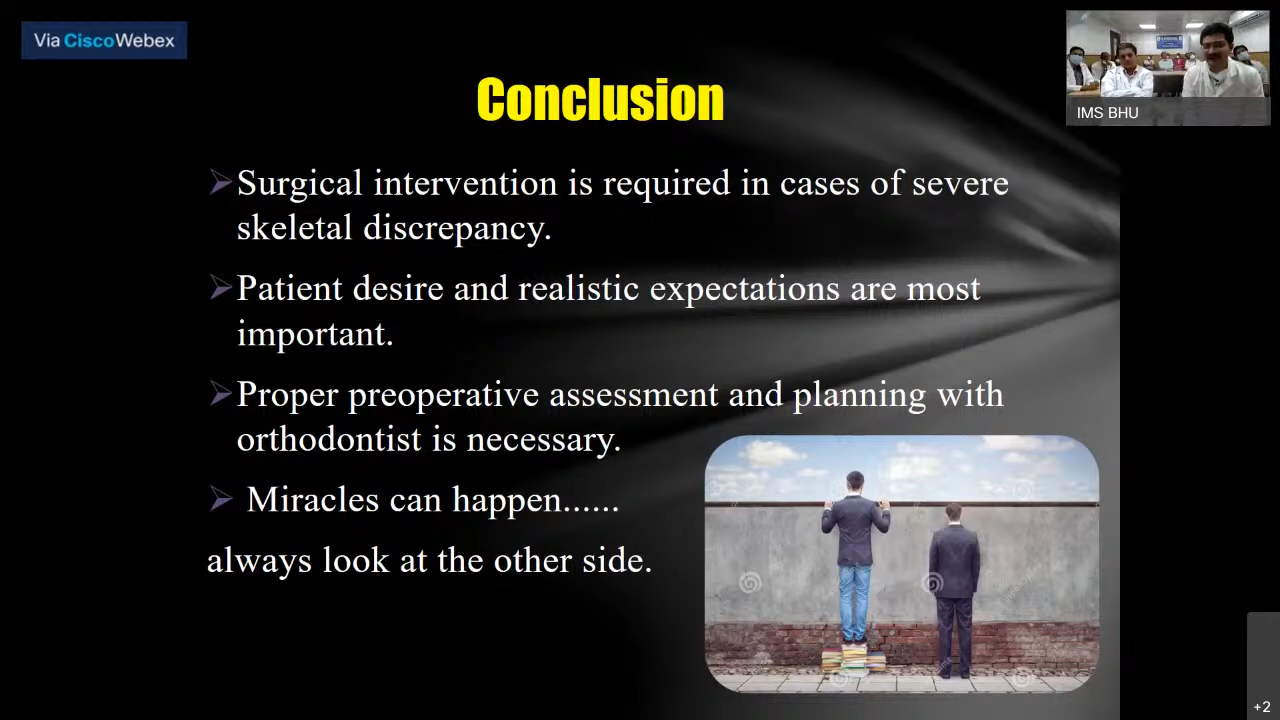 Via CiscoWebex
IMS BHU
Conclusion
➢Surgical intervention is required in cases of severe
skeletal discrepancy.
➢Patient desire and realistic expectations are most
important.
➢Proper preoperative assessment and planning with
orthodontist is necessary.
➢ Miracles can happen......
always look at the other side.
+2